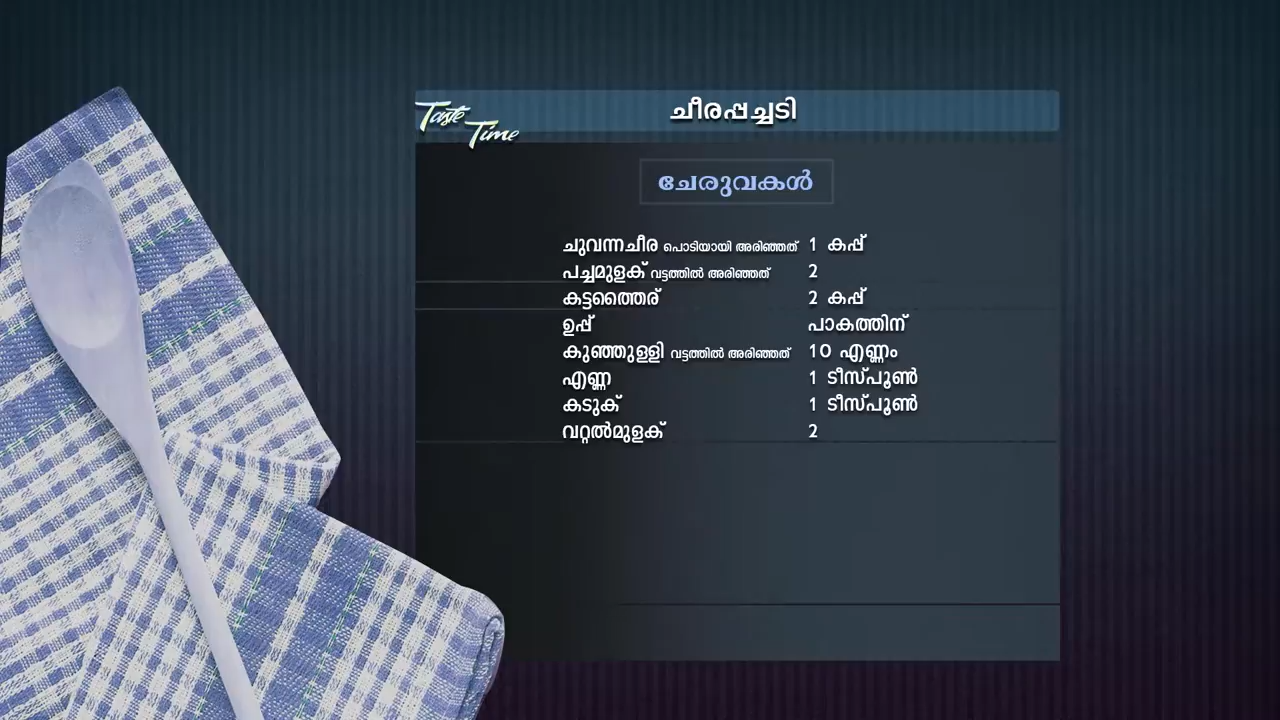 Taste Time
ചീരപ്പച്ചടി
ചേരുവകൾ
ചുവന്നചീര പൊടിയായി അരിഞ്ഞത് 1 കപ്പ്
പച്ചമുളക് വട്ടത്തിൽ അരിഞ്ഞത് 2
കട്ടത്തൈര് 2 കപ്പ്
ഉപ്പ് പാകത്തിന്
കുഞ്ഞുള്ളി വട്ടത്തിൽ അരിഞ്ഞത് 10 എണ്ണം
എണ്ണ 1 ടീസ്പൂൺ
കടുക് 1 ടീസ്പൂൺ
വറ്റൽമുളക് 2